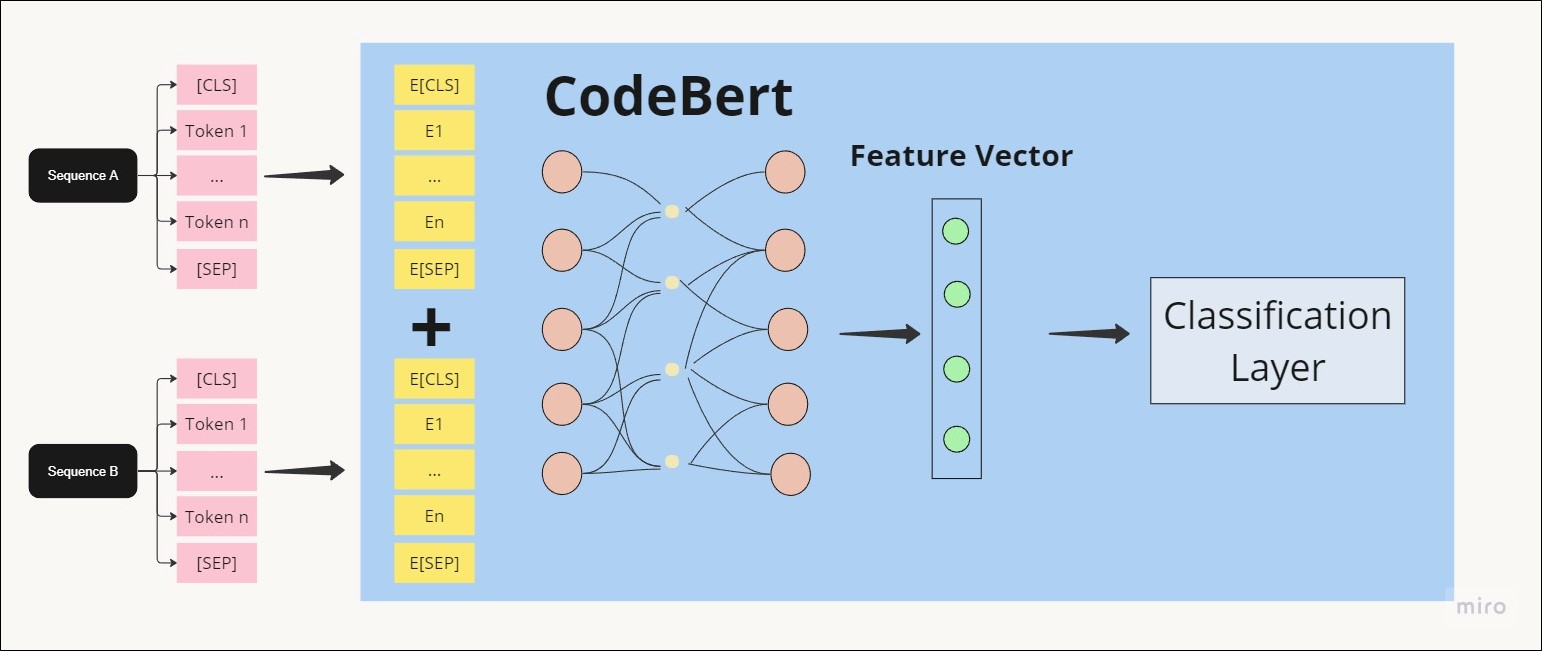 Sequence A
[CLS]
Token 1
...
Token n
[SEP]
Sequence B
[CLS]
Token 1
...
Token n
[SEP]
E[CLS]
E1
...
En
E[SEP]
+
E[CLS]
E1
...
En
E[SEP]
CodeBert
Feature Vector
Classification
Layer
miro